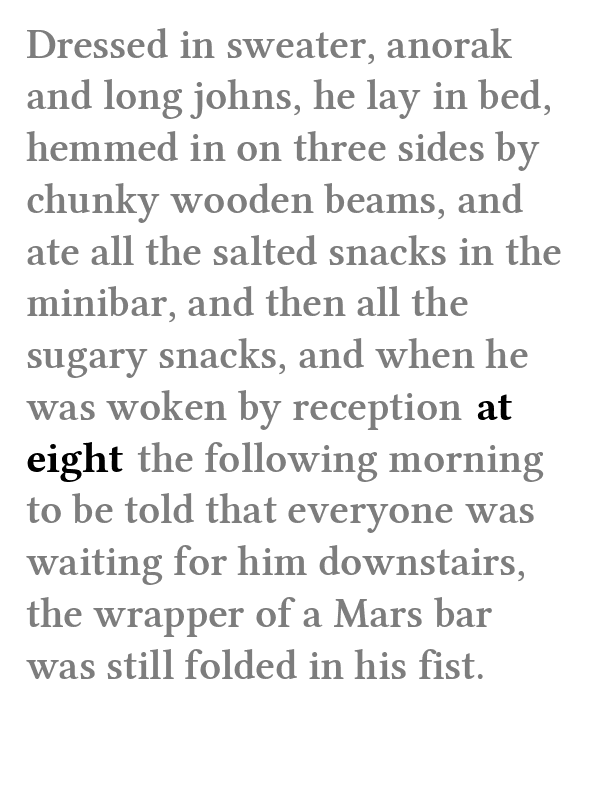 Dressed in sweater, anorak
and long johns, he lay in bed,
hemmed in on three sides by
chunky wooden beams, and
ate all the salted snacks in the
minibar, and then all the
sugary snacks, and when he
was woken by reception at
eight the following morning
to be told that everyone was
waiting for him downstairs,
the wrapper of a Mars bar
was still folded in his fist.